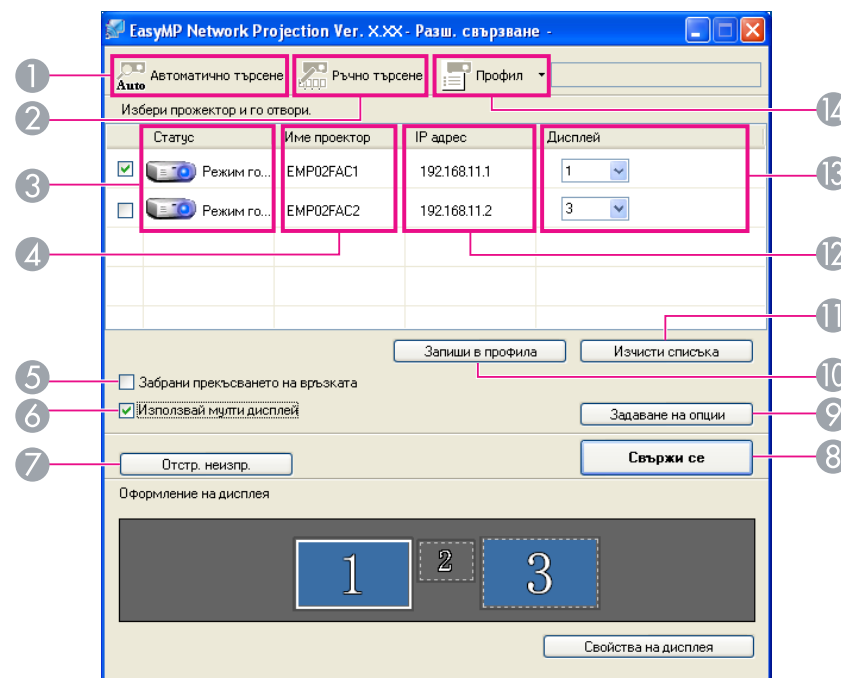 EasyMP Network Projection Ver. X.XX - Разш. свързване -
1 Auto Автоматично търсене Ръчно търсене Профил
2 14
Избери прожектор и го отвори.
Статус Име проектор IP адрес Дисплей
3 Режим го... EMP02FAC1 192.168.11.1 1 13
Режим го... EMP02FAC2 192.168.11.2 3
4 12
11
Запиши в профила Изчисти списъка
5 Забрани прекъсването на връзката 10
6 Използвай мулти дисплей Задаване на опции 9
7 Отстр. неизпр. Свържи се 8
Оформление на дисплея
1 2 3
Свойства на дисплея